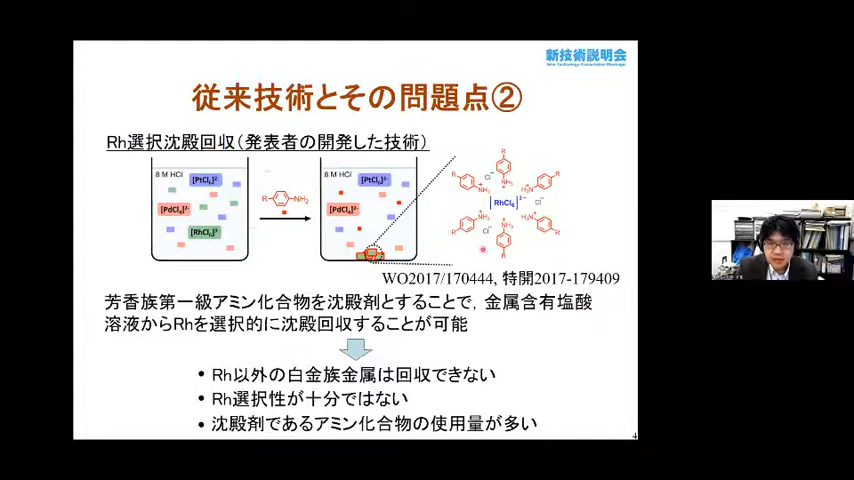 新技術説明会
New Technology Presentation Meetings!
従来技術とその問題点②
Rh選択沈殿回収(発表者の開発した技術)
8 M HCl
[PtCl6]2-
[PdCl4]2-
[RhCl6]3-
R
NH2
8 M HCl
[PtCl6]2-
[PdCl4]2-
RhCl6
3−
Cl−
WO2017/170444, 特開2017-179409
芳香族第一級アミン化合物を沈殿剤とすることで，金属含有塩酸
溶液からRhを選択的に沈殿回収することが可能
• Rh以外の白金族金属は回収できない
• Rh選択性が十分ではない
• 沈殿剤であるアミン化合物の使用量が多い
4